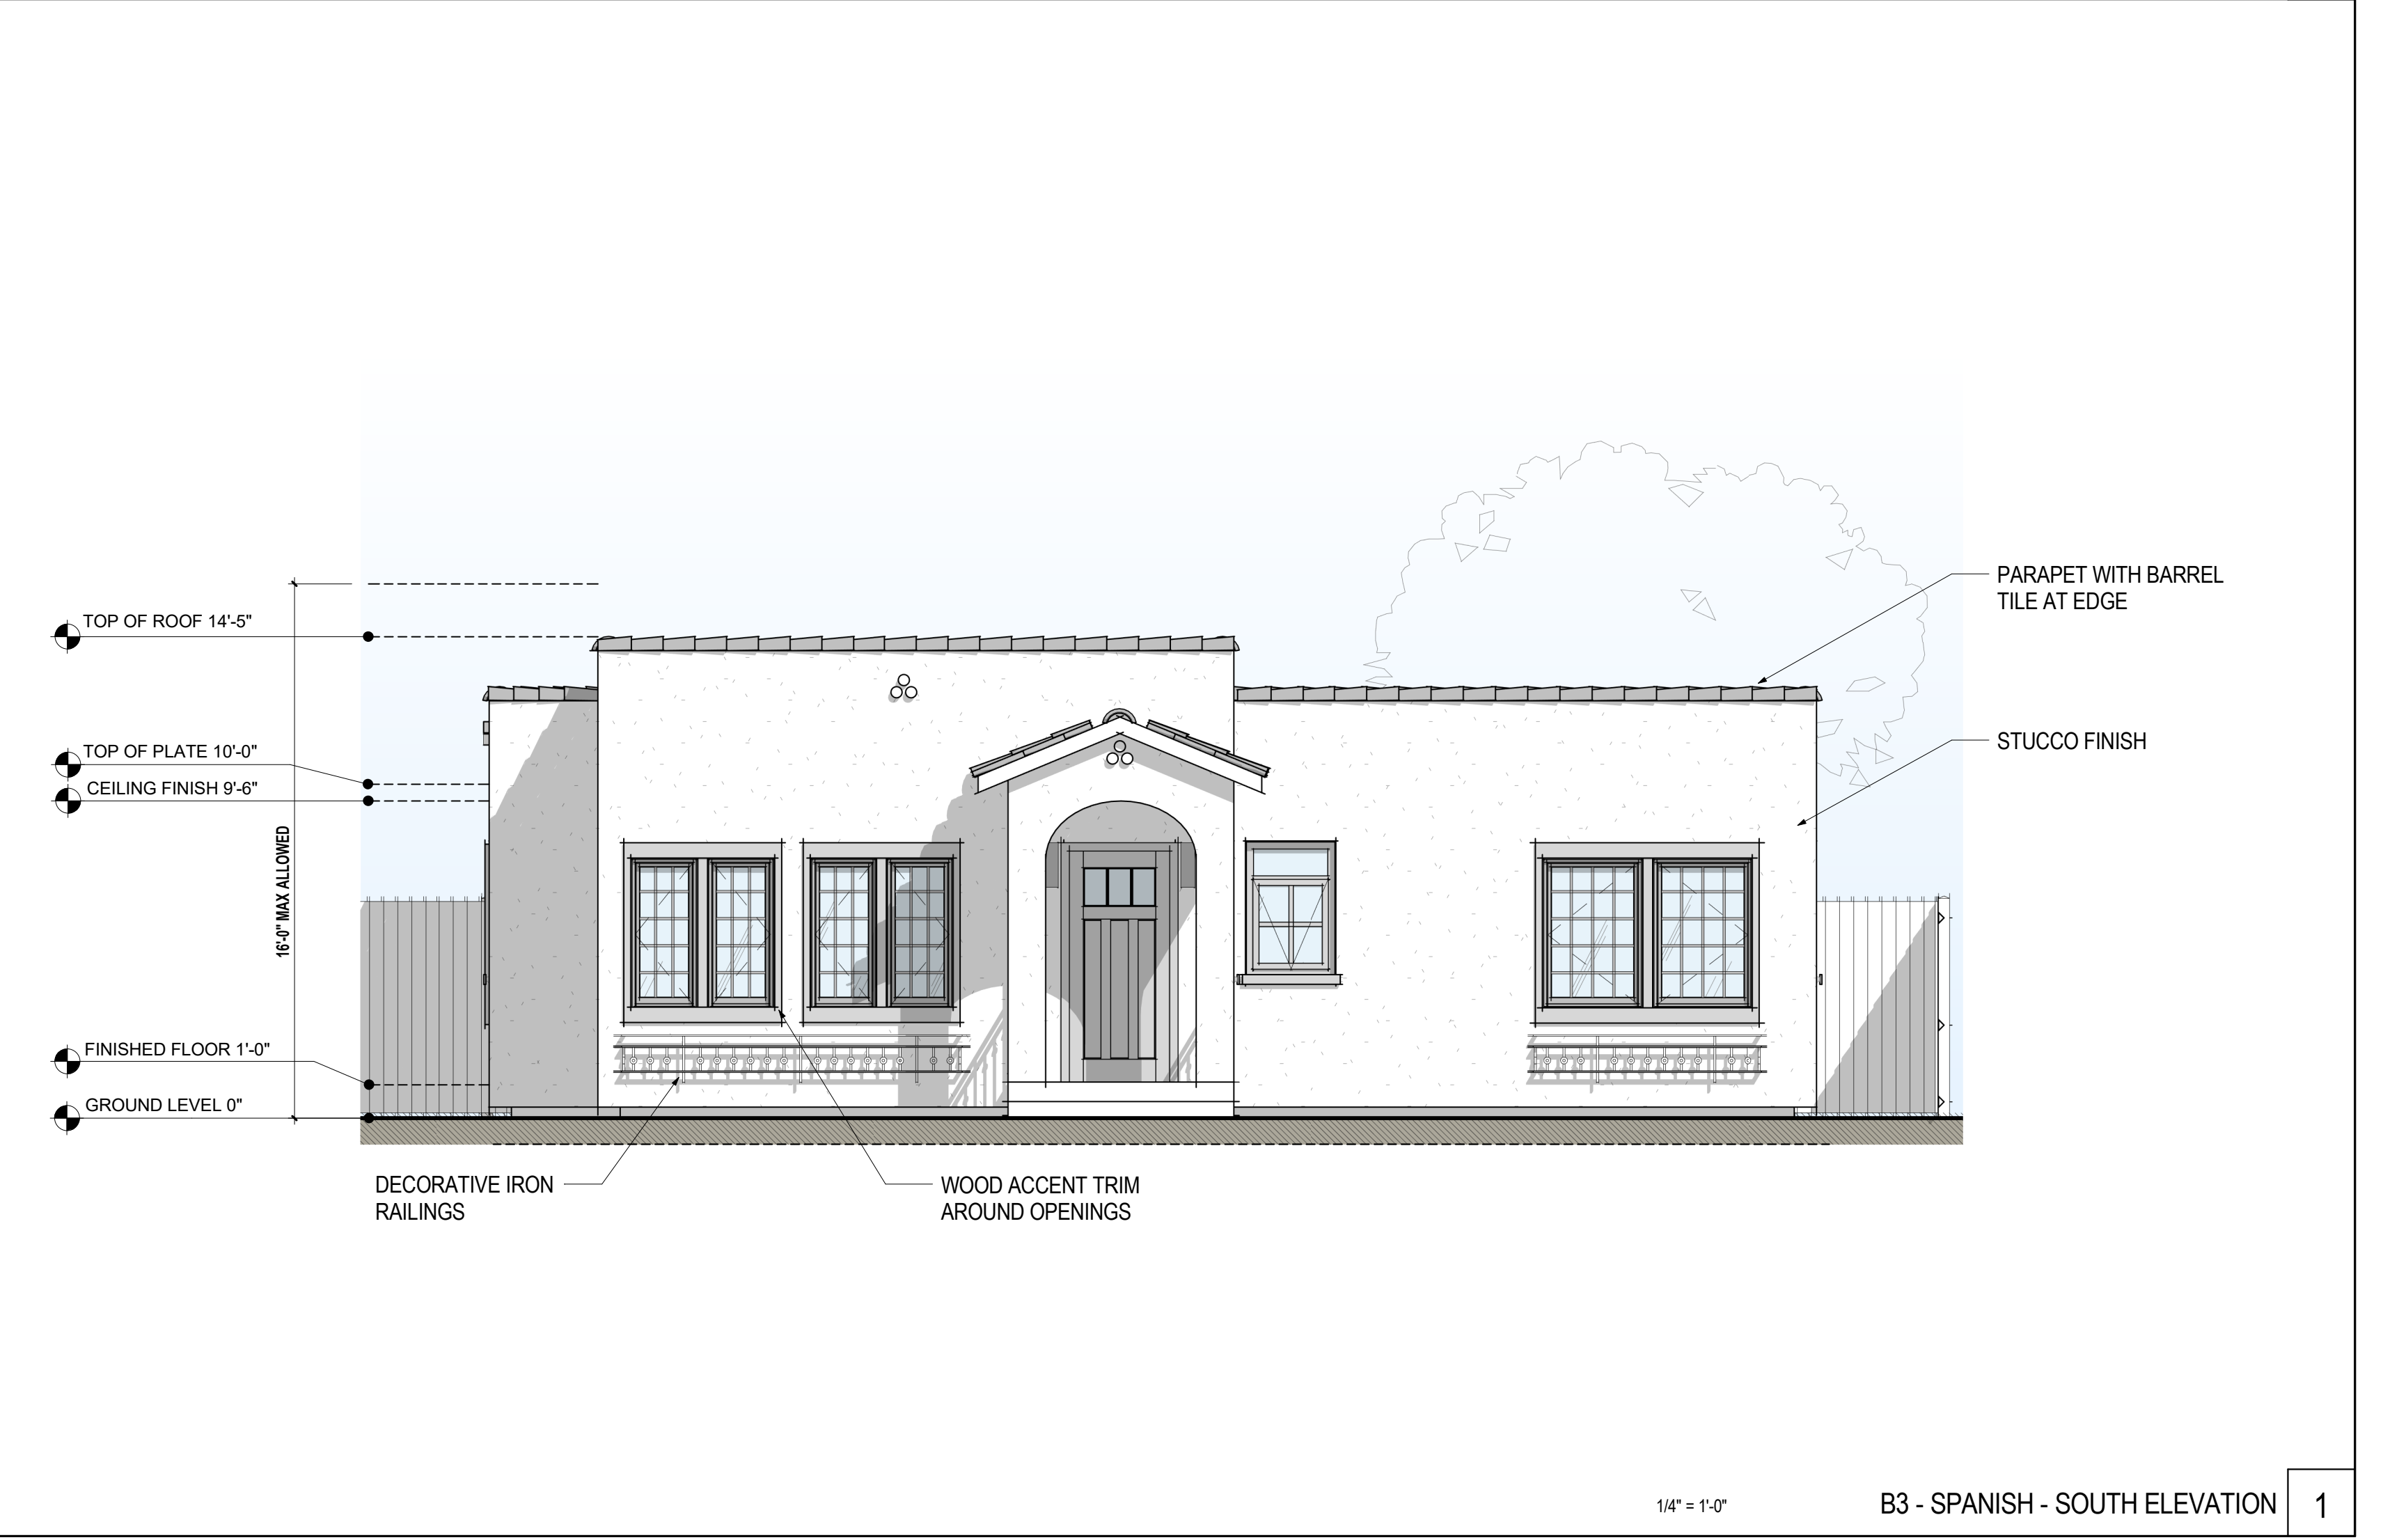 PARAPET WITH BARREL
TILE AT EDGE
TOP OF ROOF 14'-5"
STUCCO FINISH
TOP OF PLATE 10'-0"
CEILING FINISH 9'-6"
16'-0" MAX ALLOWED
FINISHED FLOOR 1'-0"
GROUND LEVEL 0"
DECORATIVE IRON
RAILINGS
WOOD ACCENT TRIM
AROUND OPENINGS
1/4" = 1'-0"
B3 - SPANISH - SOUTH ELEVATION
1